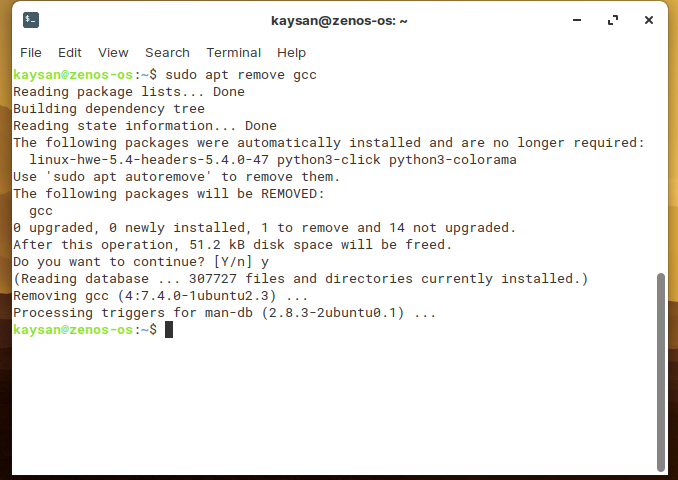 kaysan@zenos-os: ~
File Edit View Search Terminal Help
kaysan@zenos-os:~$ sudo apt remove gcc
Reading package lists... Done
Building dependency tree
Reading state information... Done
The following packages were automatically installed and are no longer required:
  linux-hwe-5.4-headers-5.4.0-47 python3-click python3-colorama
Use 'sudo apt autoremove' to remove them.
The following packages will be REMOVED:
  gcc
0 upgraded, 0 newly installed, 1 to remove and 14 not upgraded.
After this operation, 51.2 kB disk space will be freed.
Do you want to continue? [Y/n] y
(Reading database ... 307727 files and directories currently installed.)
Removing gcc (4:7.4.0-1ubuntu2.3) ...
Processing triggers for man-db (2.8.3-2ubuntu0.1) ...
kaysan@zenos-os:~$